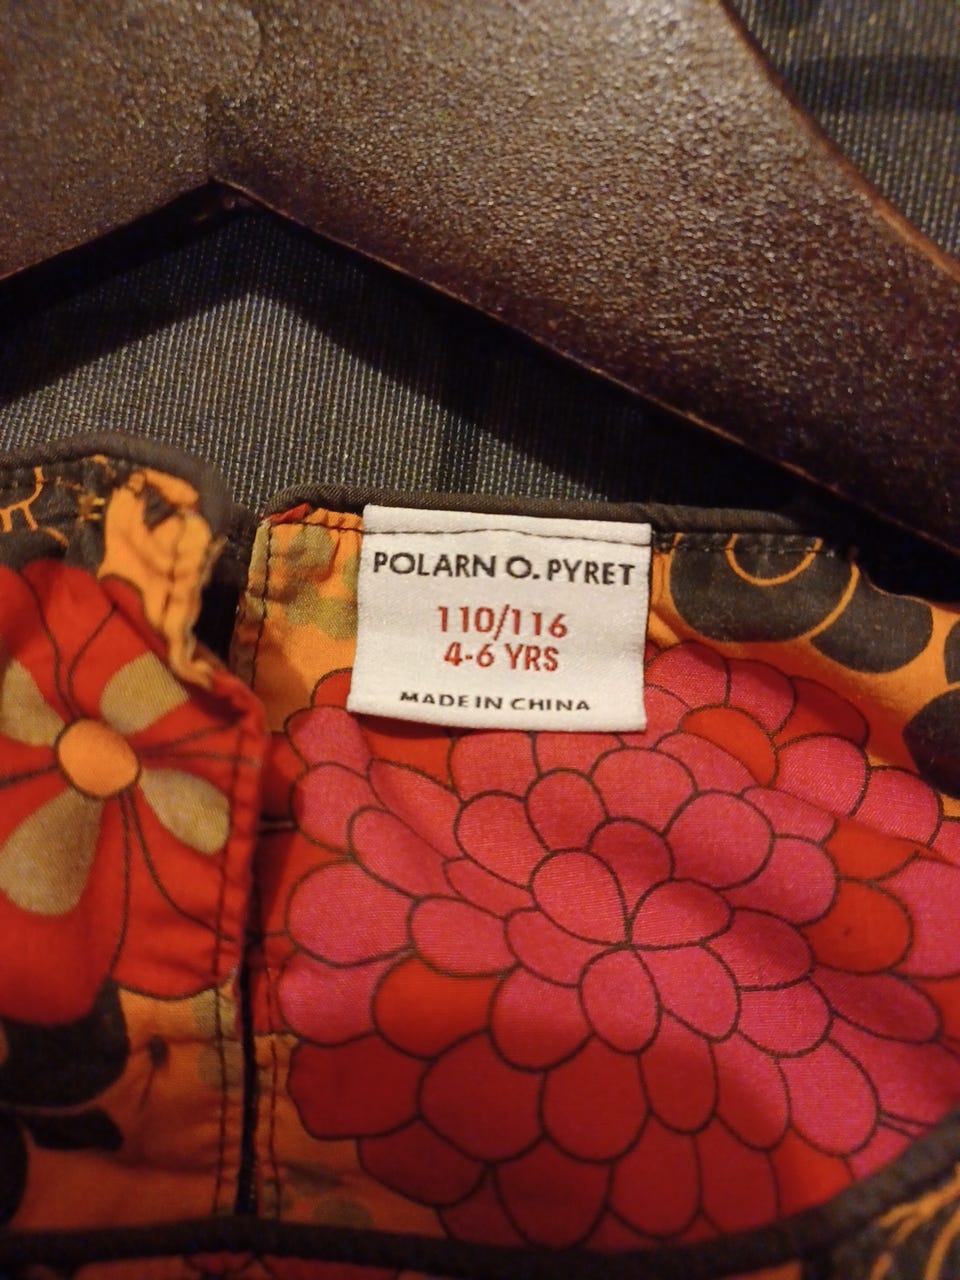 POLARN O. PYRET
110/116
4-6 YRS
MADE IN CHINA